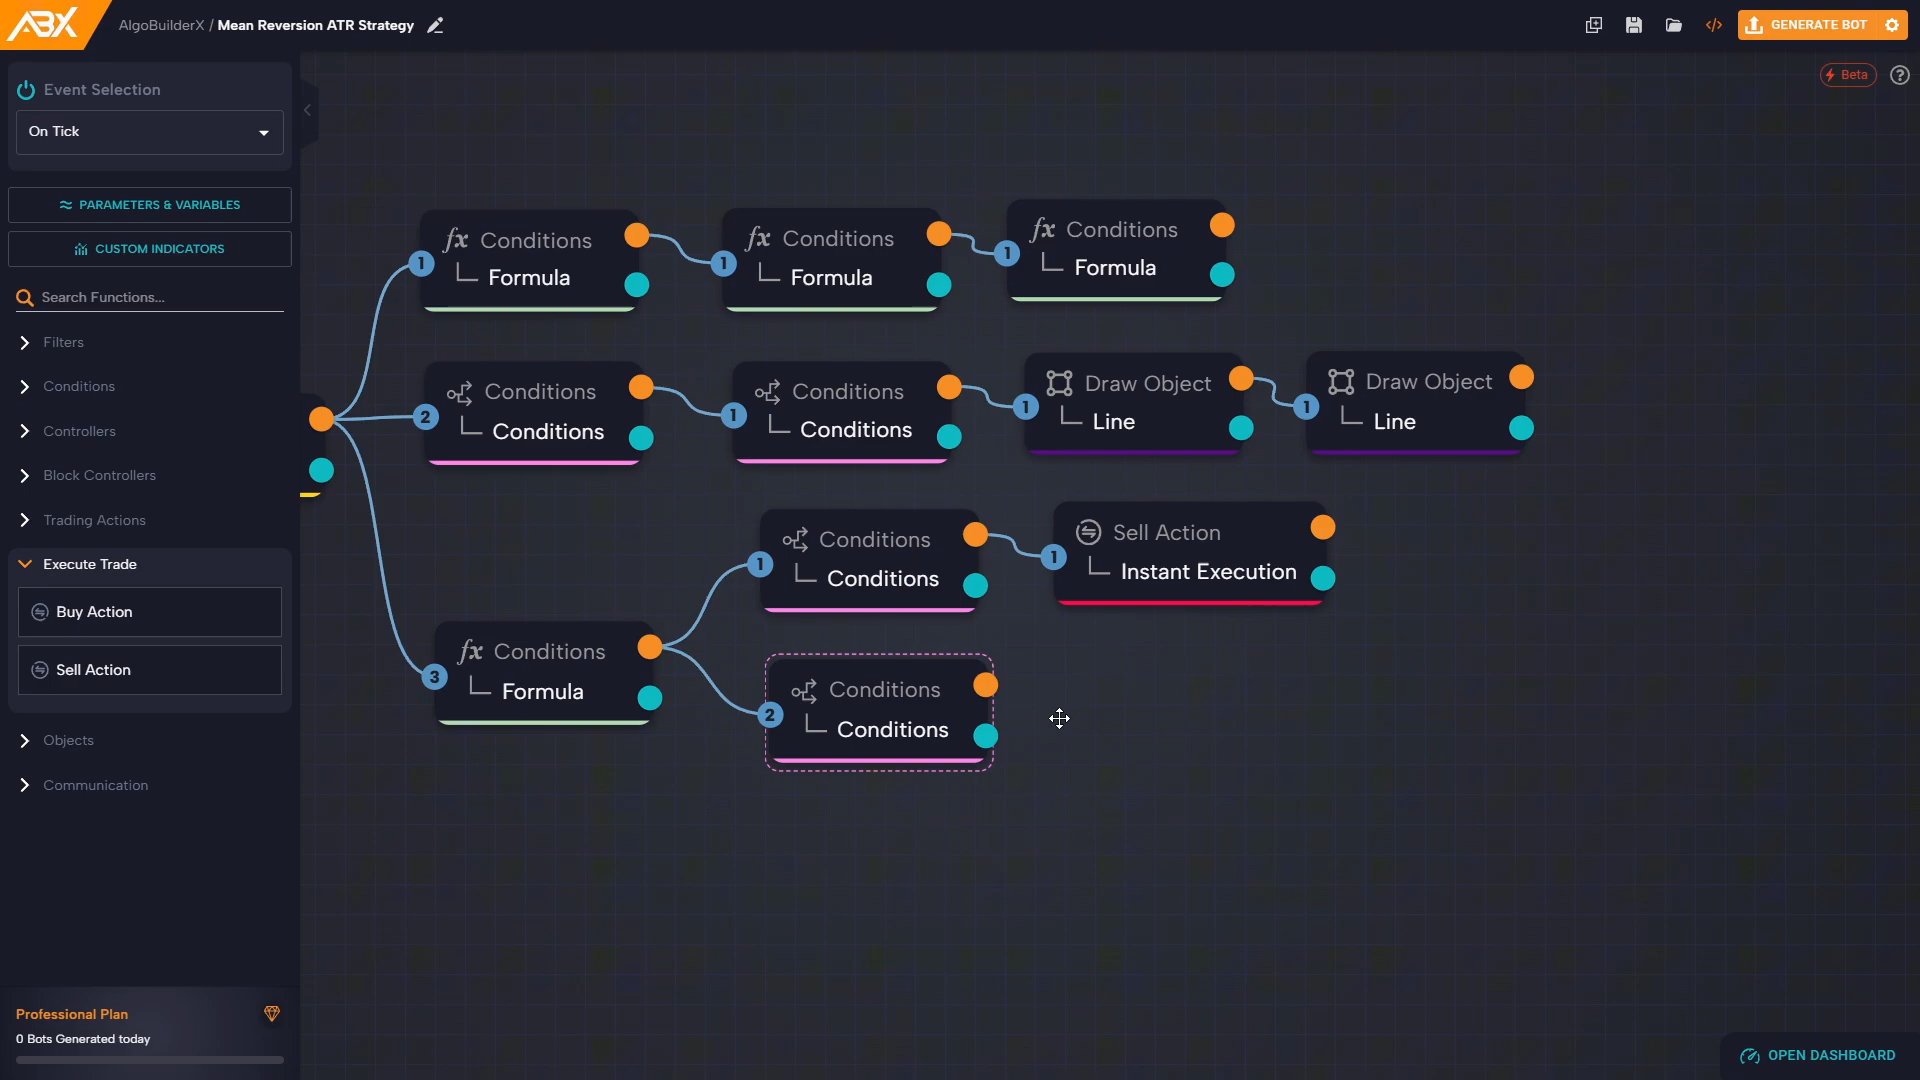 ABX
AlgoBuilderX / Mean Reversion ATR Strategy
</>
GENERATE BOT
Beta
?
Event Selection
On Tick
PARAMETERS & VARIABLES
CUSTOM INDICATORS
Search Functions...
Filters
Conditions
Controllers
Block Controllers
Trading Actions
Execute Trade
Buy Action
Sell Action
Objects
Communication
Professional Plan
0 Bots Generated today
1
fx Conditions
Formula
1
fx Conditions
Formula
1
fx Conditions
Formula
2
Conditions
Conditions
1
Conditions
Conditions
1
Draw Object
Line
1
Draw Object
Line
1
Conditions
Conditions
1
Sell Action
Instant Execution
3
fx Conditions
Formula
2
Conditions
Conditions
OPEN DASHBOARD